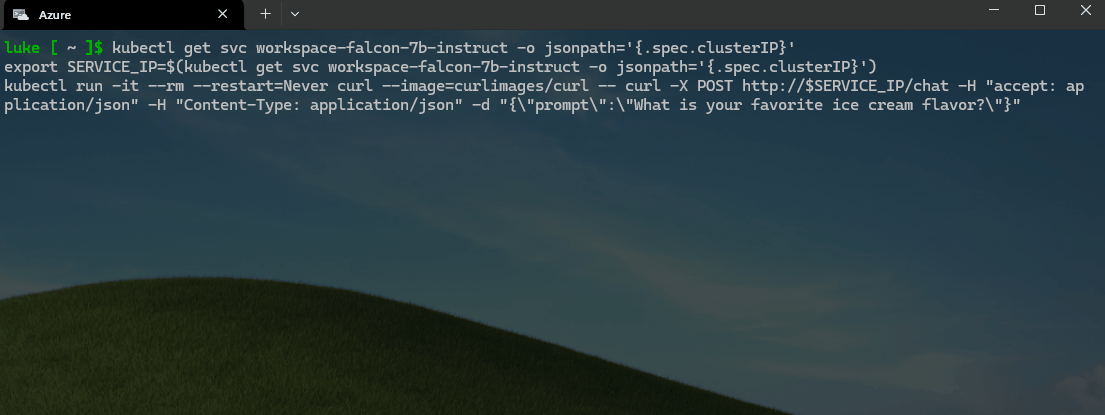 Azure
luke [ ~ ]$ kubectl get svc workspace-falcon-7b-instruct -o jsonpath='{.spec.clusterIP}'
export SERVICE_IP=$(kubectl get svc workspace-falcon-7b-instruct -o jsonpath='{.spec.clusterIP}')
kubectl run -it --rm --restart=Never curl --image=curlimages/curl -- curl -X POST http://$SERVICE_IP/chat -H "accept: ap
plication/json" -H "Content-Type: application/json" -d "{\"prompt\":\"What is your favorite ice cream flavor?\"}"